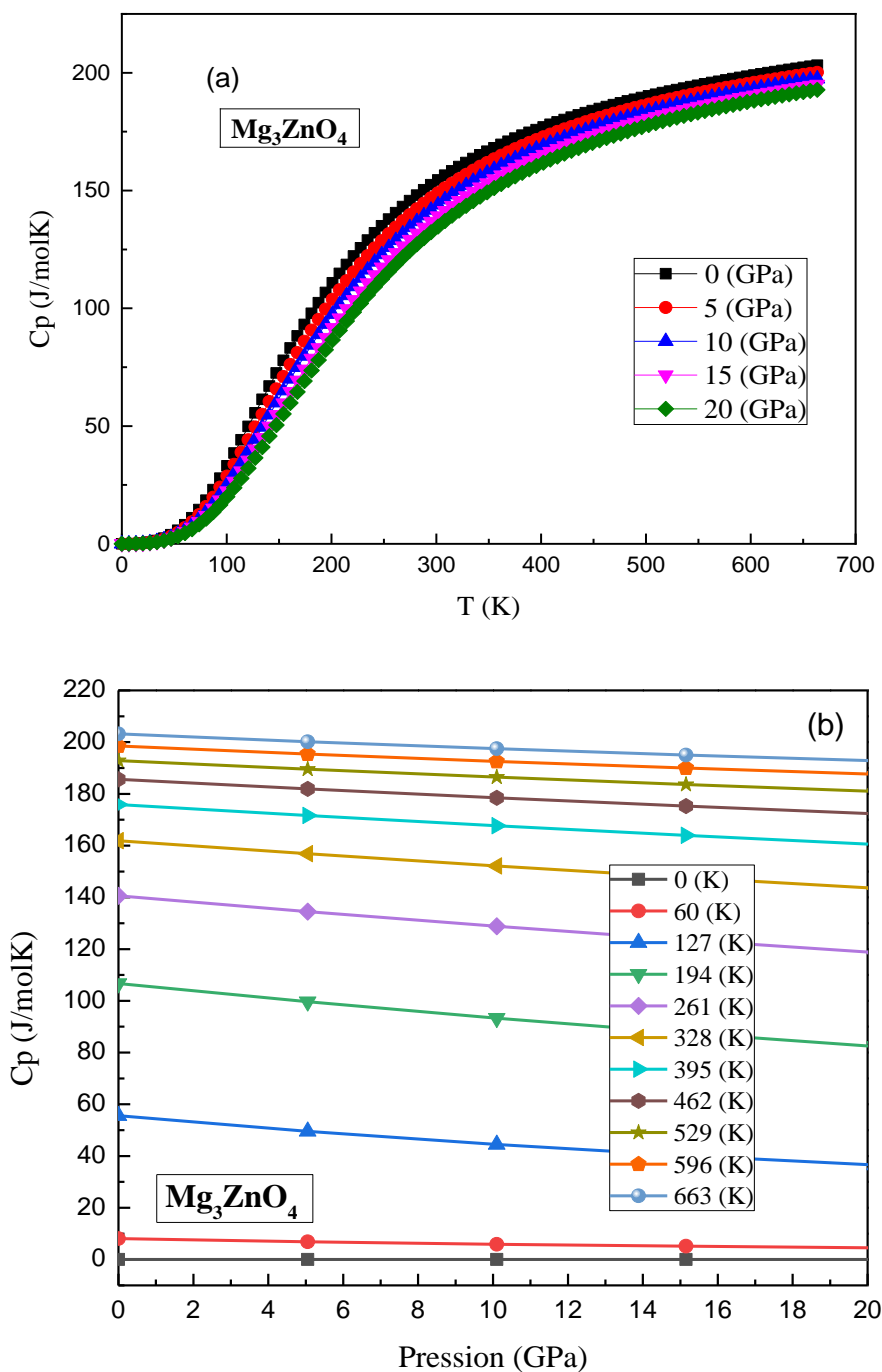 (a)
Mg₃ZnO₄
Cp (J/molK)
200
150
100
50
0
0 (GPa)
5 (GPa)
10 (GPa)
15 (GPa)
20 (GPa)
0 100 200 300 400 500 600 700
T (K)
(b)
Cp (J/molK)
220
200
180
160
140
120
100
80
60
40
20
0
0 (K)
60 (K)
127 (K)
194 (K)
261 (K)
328 (K)
395 (K)
462 (K)
529 (K)
596 (K)
663 (K)
Mg₃ZnO₄
0 2 4 6 8 10 12 14 16 18 20
Pression (GPa)